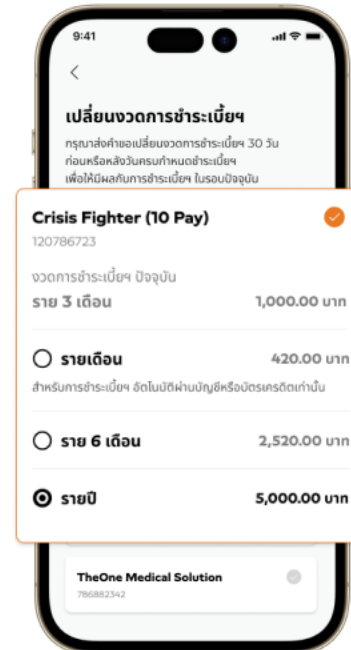 9:41
เปลี่ยนงวดการชำระเบี้ยฯ
กรุณาส่งคำขอเปลี่ยนงวดการชำระเบี้ยฯ 30 วัน
ก่อนหรือหลังวันครบกำหนดชำระเบี้ยฯ
เพื่อให้มีผลกับการชำระเบี้ยฯ ในรอบปัจจุบัน
Crisis Fighter (10 Pay)
120786723
งวดการชำระเบี้ยฯ ปัจจุบัน
ราย 3 เดือน 1,000.00 บาท
รายเดือน 420.00 บาท
สำหรับการชำระเบี้ยฯ อัตโนมัติผ่านบัญชีหรือบัตรเครดิตเท่านั้น
ราย 6 เดือน 2,520.00 บาท
รายปี 5,000.00 บาท
TheOne Medical Solution
786882342